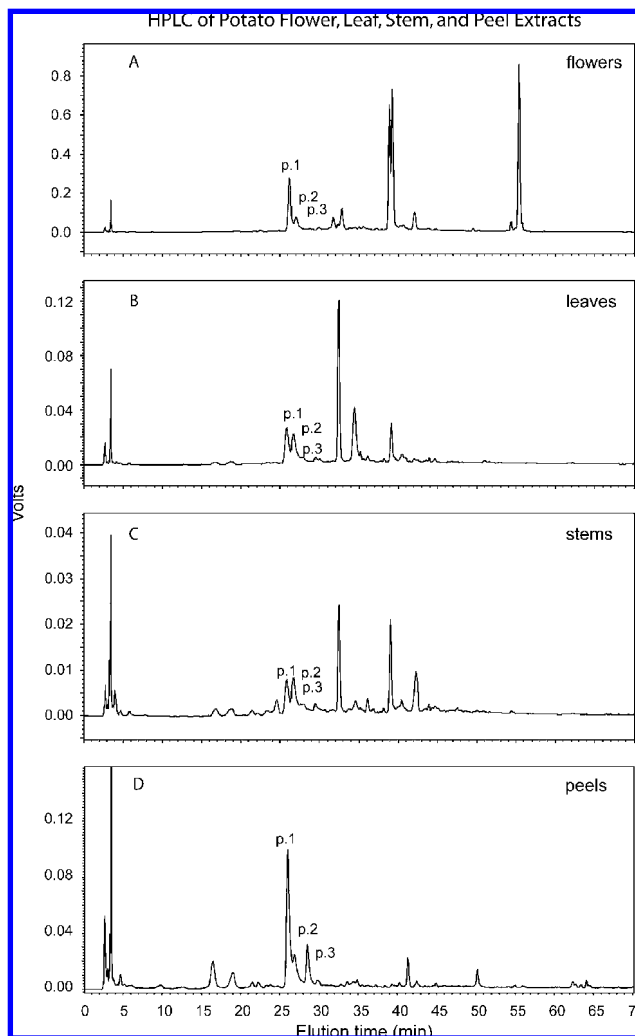 HPLC of Potato Flower, Leaf, Stem, and Peel Extracts
A
flowers
0.8
0.6
0.4
0.2
0.0
p.1
p.2
p.3
B
leaves
0.12
0.08
0.04
0.00
p.1
p.2
p.3
Volts
C
stems
0.04
0.03
0.02
0.01
0.00
p.1
p.2
p.3
D
peels
0.12
0.08
0.04
0.00
p.1
p.2
p.3
0 5 10 15 20 25 30 35 40 45 50 55 60 65 70
Elution time (min)